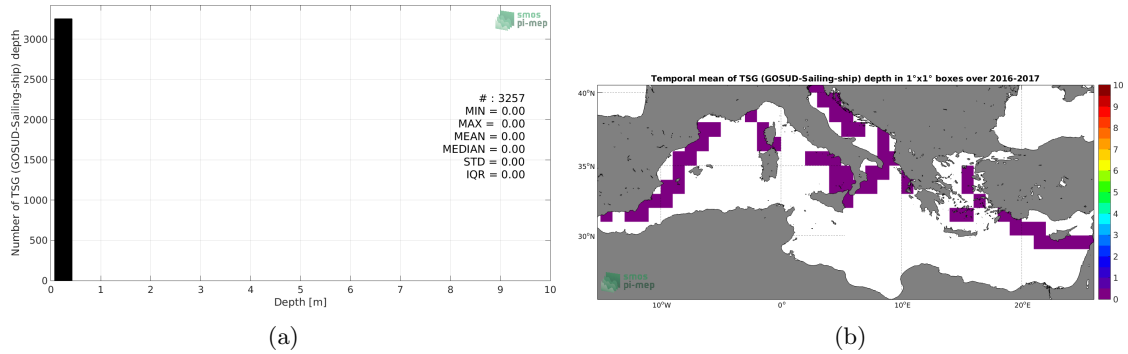 smos
pi-mep
Number of TSG (GOSUD-Sailing-ship) depth
3000
2500
2000
1500
1000
500
0
# : 3257
MIN = 0.00
MAX = 0.00
MEAN = 0.00
MEDIAN = 0.00
STD = 0.00
IQR = 0.00
0 1 2 3 4 5 6 7 8 9 10
Depth [m]
(a)
Temporal mean of TSG (GOSUD-Sailing-ship) depth in 1°x1° boxes over 2016-2017
40°N
35°N
30°N
10°W 0° 10°E 20°E
smos
pi-mep
10
9
8
7
6
5
4
3
2
1
0
(b)